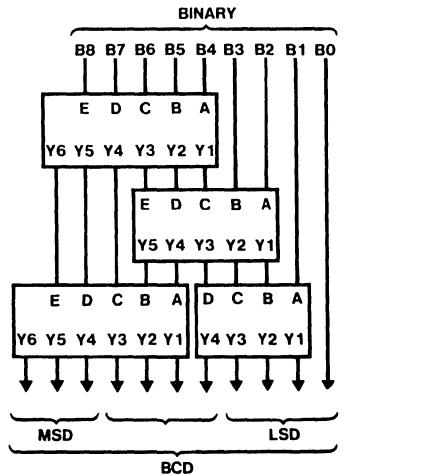 BINARY
B8 B7 B6 B5 B4 B3 B2 B1 B0
E D C B A
Y6 Y5 Y4 Y3 Y2 Y1
E D C B A
Y5 Y4 Y3 Y2 Y1
E D C B A D C B A
Y6 Y5 Y4 Y3 Y2 Y1 Y4 Y3 Y2 Y1
MSD LSD
BCD